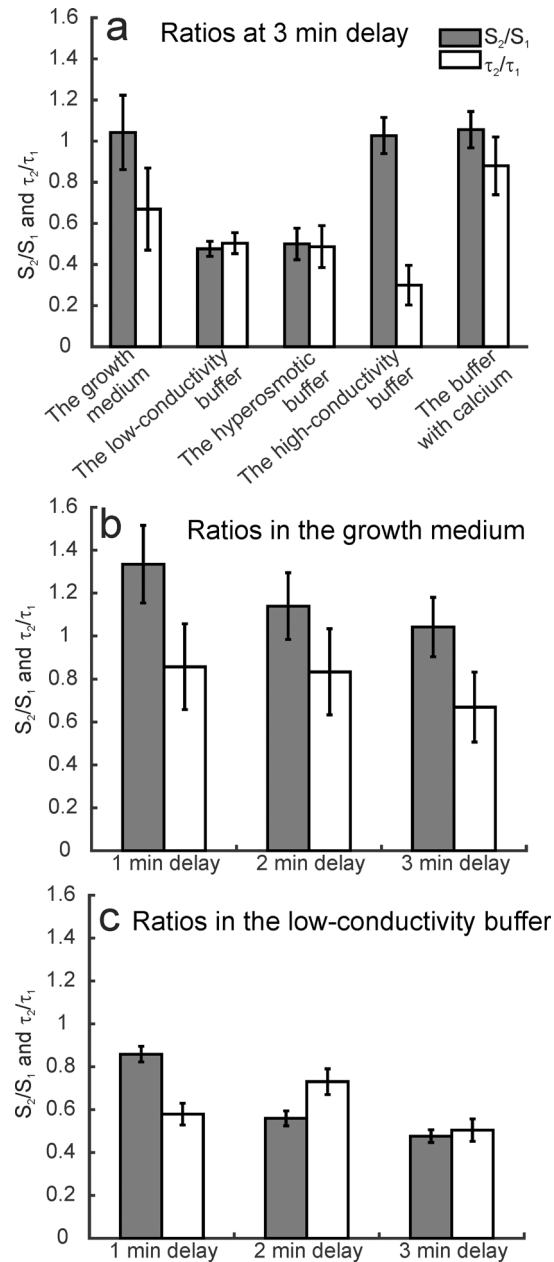 a Ratios at 3 min delay
S₂/S₁
τ₂/τ₁
S₂/S₁ and τ₂/τ₁
1.6
1.4
1.2
1
0.8
0.6
0.4
0.2
0
The growth
medium
The low-conductivity
buffer
The hyperosmotic
buffer
The high-conductivity
buffer
The buffer
with calcium
b Ratios in the growth medium
S₂/S₁ and τ₂/τ₁
1.6
1.4
1.2
1
0.8
0.6
0.4
0.2
0
1 min delay 2 min delay 3 min delay
c Ratios in the low-conductivity buffer
S₂/S₁ and τ₂/τ₁
1.6
1.4
1.2
1
0.8
0.6
0.4
0.2
0
1 min delay 2 min delay 3 min delay